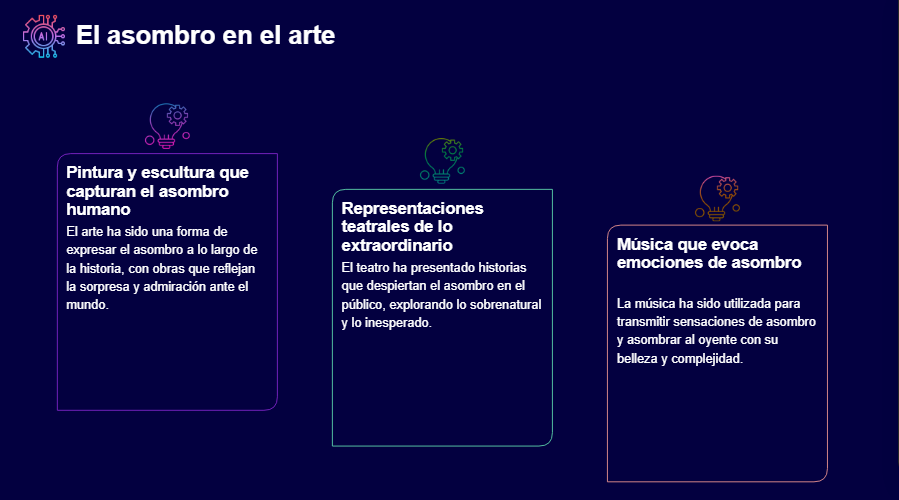 AI
El asombro en el arte
Pintura y escultura que
capturan el asombro
humano
El arte ha sido una forma de
expresar el asombro a lo largo de
la historia, con obras que reflejan
la sorpresa y admiración ante el
mundo.
Representaciones
teatrales de lo
extraordinario
El teatro ha presentado historias
que despiertan el asombro en el
público, explorando lo sobrenatural
y lo inesperado.
Música que evoca
emociones de asombro
La música ha sido utilizada para
transmitir sensaciones de asombro
y asombrar al oyente con su
belleza y complejidad.